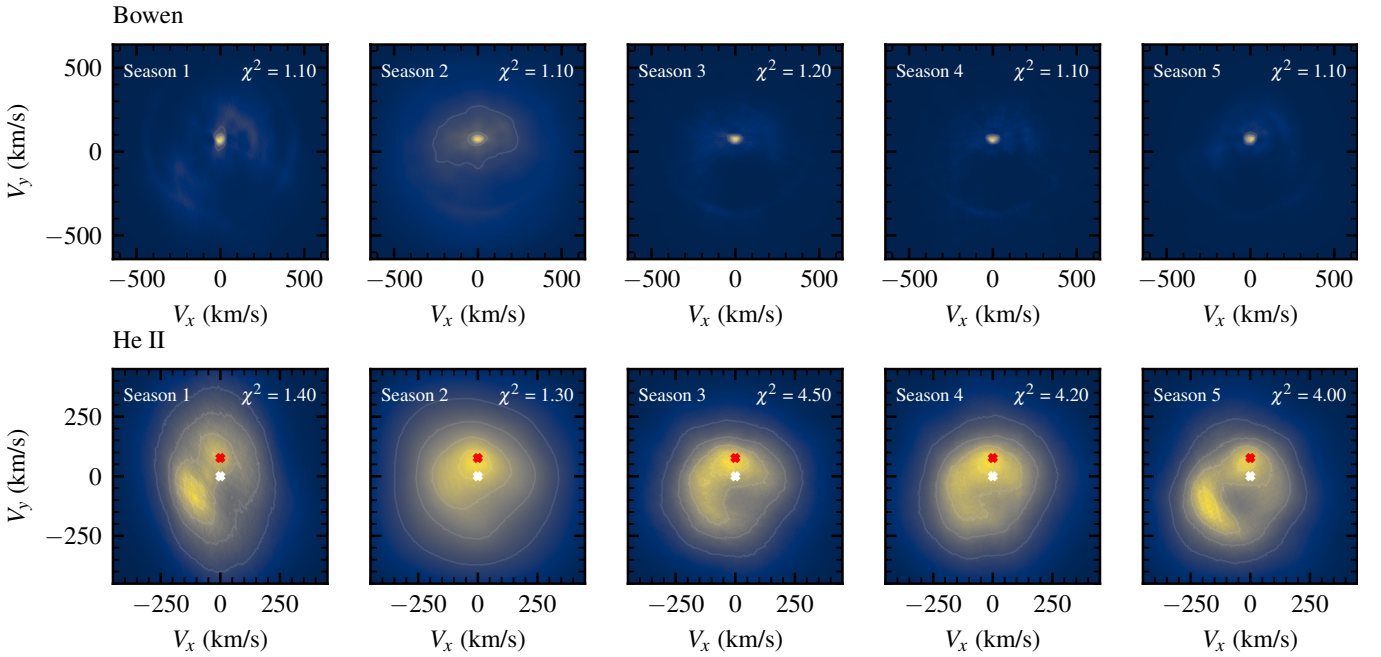 Bowen
Season 1 χ² = 1.10 Season 2 χ² = 1.10 Season 3 χ² = 1.20 Season 4 χ² = 1.10 Season 5 χ² = 1.10
500
0
−500
V_y (km/s)
−500 0 500 −500 0 500 −500 0 500 −500 0 500 −500 0 500
V_x (km/s) V_x (km/s) V_x (km/s) V_x (km/s) V_x (km/s)
He II
Season 1 χ² = 1.40 Season 2 χ² = 1.30 Season 3 χ² = 4.50 Season 4 χ² = 4.20 Season 5 χ² = 4.00
250
0
−250
V_y (km/s)
−250 0 250 −250 0 250 −250 0 250 −250 0 250 −250 0 250
V_x (km/s) V_x (km/s) V_x (km/s) V_x (km/s) V_x (km/s)